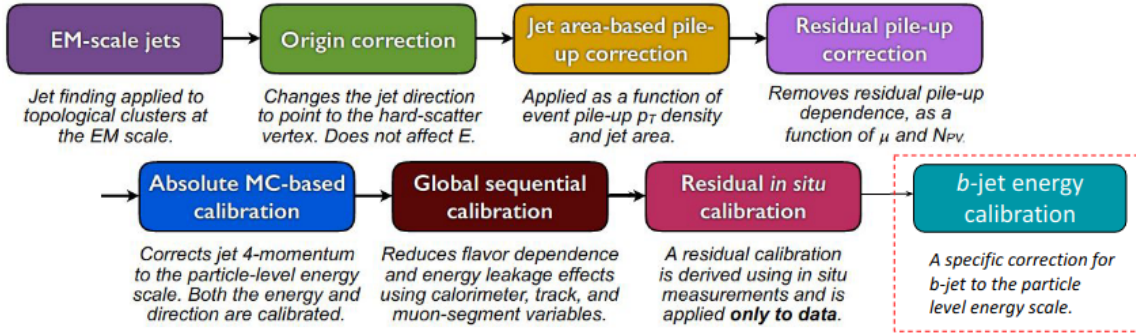 EM-scale jets
Origin correction
Jet area-based pile-
up correction
Residual pile-up
correction
Jet finding applied to
topological clusters at
the EM scale.
Changes the jet direction
to point to the hard-scatter
vertex. Does not affect E.
Applied as a function of
event pile-up pT density
and jet area.
Removes residual pile-up
dependence, as a
function of μ and NPV.
Absolute MC-based
calibration
Global sequential
calibration
Residual in situ
calibration
b-jet energy
calibration
Corrects jet 4-momentum
to the particle-level energy
scale. Both the energy and
direction are calibrated.
Reduces flavor dependence
and energy leakage effects
using calorimeter, track, and
muon-segment variables.
A residual calibration
is derived using in situ
measurements and is
applied only to data.
A specific correction for
b-jet to the particle
level energy scale.